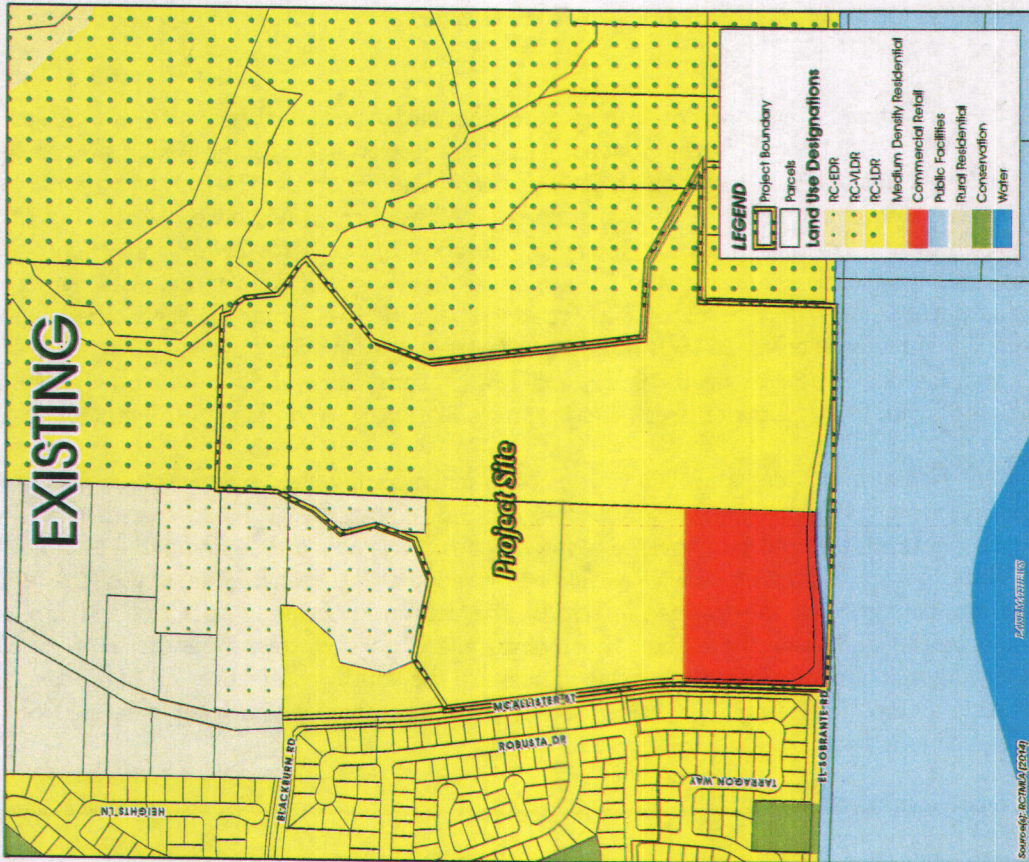 EXISTING
LEGEND
Project Boundary
Parcels
Land Use Designations
RC-EDR
RC-VLDR
RC-LDR
Medium Density Residential
Commercial Retail
Public Facilities
Rural Residential
Conservation
Water
Project Site
HEIGHTS LN
BLACKBURN RD
MCALLISTER ST
ROBUSTA DR
TARRAGON WAY
EL SOBRANTE RD
LAKE MATHEWS
Source(s): RCTLMA (2014)